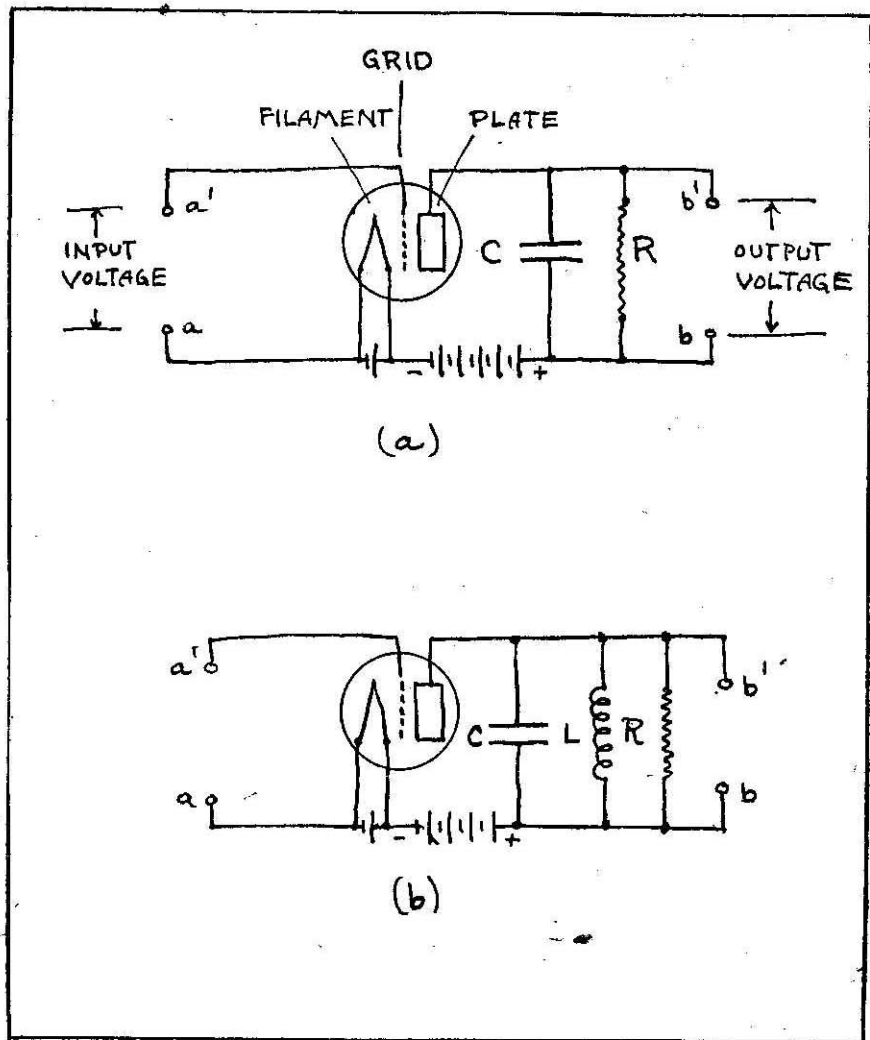 GRID
FILAMENT PLATE
a' b'
INPUT VOLTAGE C R OUTPUT VOLTAGE
a b
- +
(a)
a' b'
C L R
a b
- +
(b)